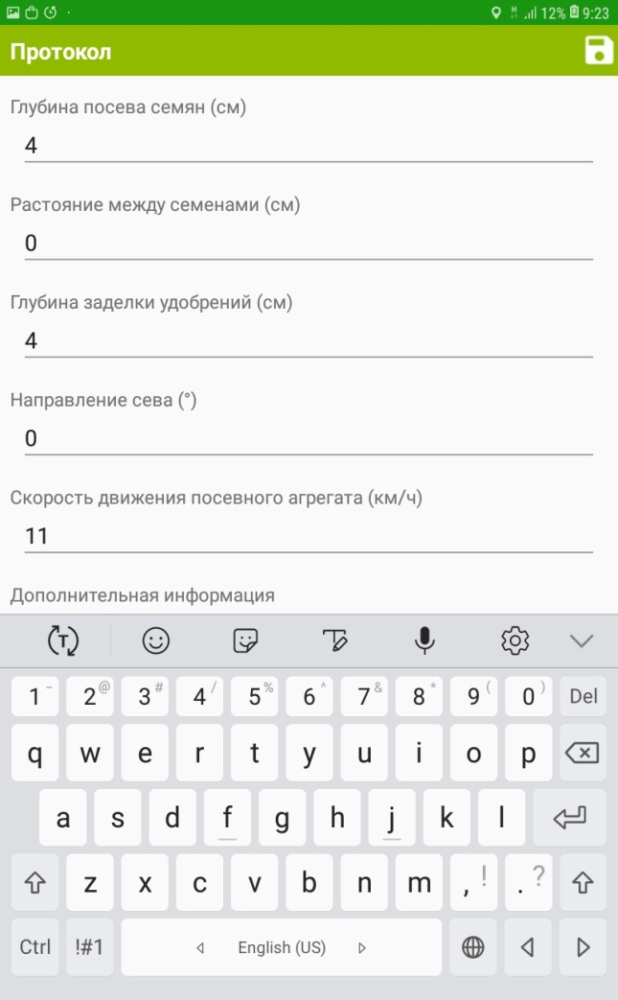 12% 9:23
Протокол
Глубина посева семян (см)
4
Растояние между семенами (см)
0
Глубина заделки удобрений (см)
4
Направление сева (°)
0
Скорость движения посевного агрегата (км/ч)
11
Дополнительная информация
1 - 2 @ 3 # 4 / 5 % 6 ^ 7 & 8 * 9 ( 0 ) Del
q w e r t y u i o p
a s d f g h j k l
z x c v b n m , ! . ?
Ctrl !#1 English (US)